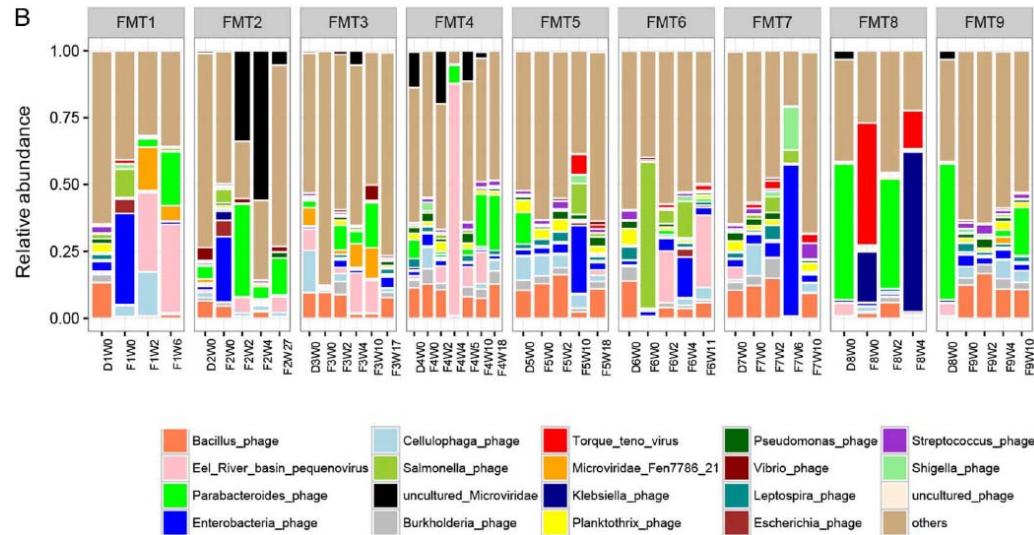 B
FMT1 FMT2 FMT3 FMT4 FMT5 FMT6 FMT7 FMT8 FMT9
Relative abundance
1.00
0.75
0.50
0.25
0.00
D1W0 F1W0 F1W2 F1W6 D2W0 F2W0 F2W2 F2W4 F2W27 D3W0 F3W0 F3W2 F3W4 F3W10 F3W17 D4W0 F4W0 F4W2 F4W4 F4W5 F4W10 F4W18 D5W0 F5W0 F5W2 F5W10 F5W18 D6W0 F6W0 F6W2 F6W4 F6W11 D7W0 F7W0 F7W2 F7W6 F7W10 D8W0 F8W0 F8W2 F8W4 D8W0 F9W0 F9W2 F9W4 F9W10
Bacillus_phage Cellulophaga_phage Torque_teno_virus Pseudomonas_phage Streptococcus_phage
Eel_River_basin_pequenovirus Salmonella_phage Microviridae_Fen7786_21 Vibrio_phage Shigella_phage
Parabacteroides_phage uncultured_Microviridae Klebsiella_phage Leptospira_phage uncultured_phage
Enterobacteria_phage Burkholderia_phage Planktothrix_phage Escherichia_phage others